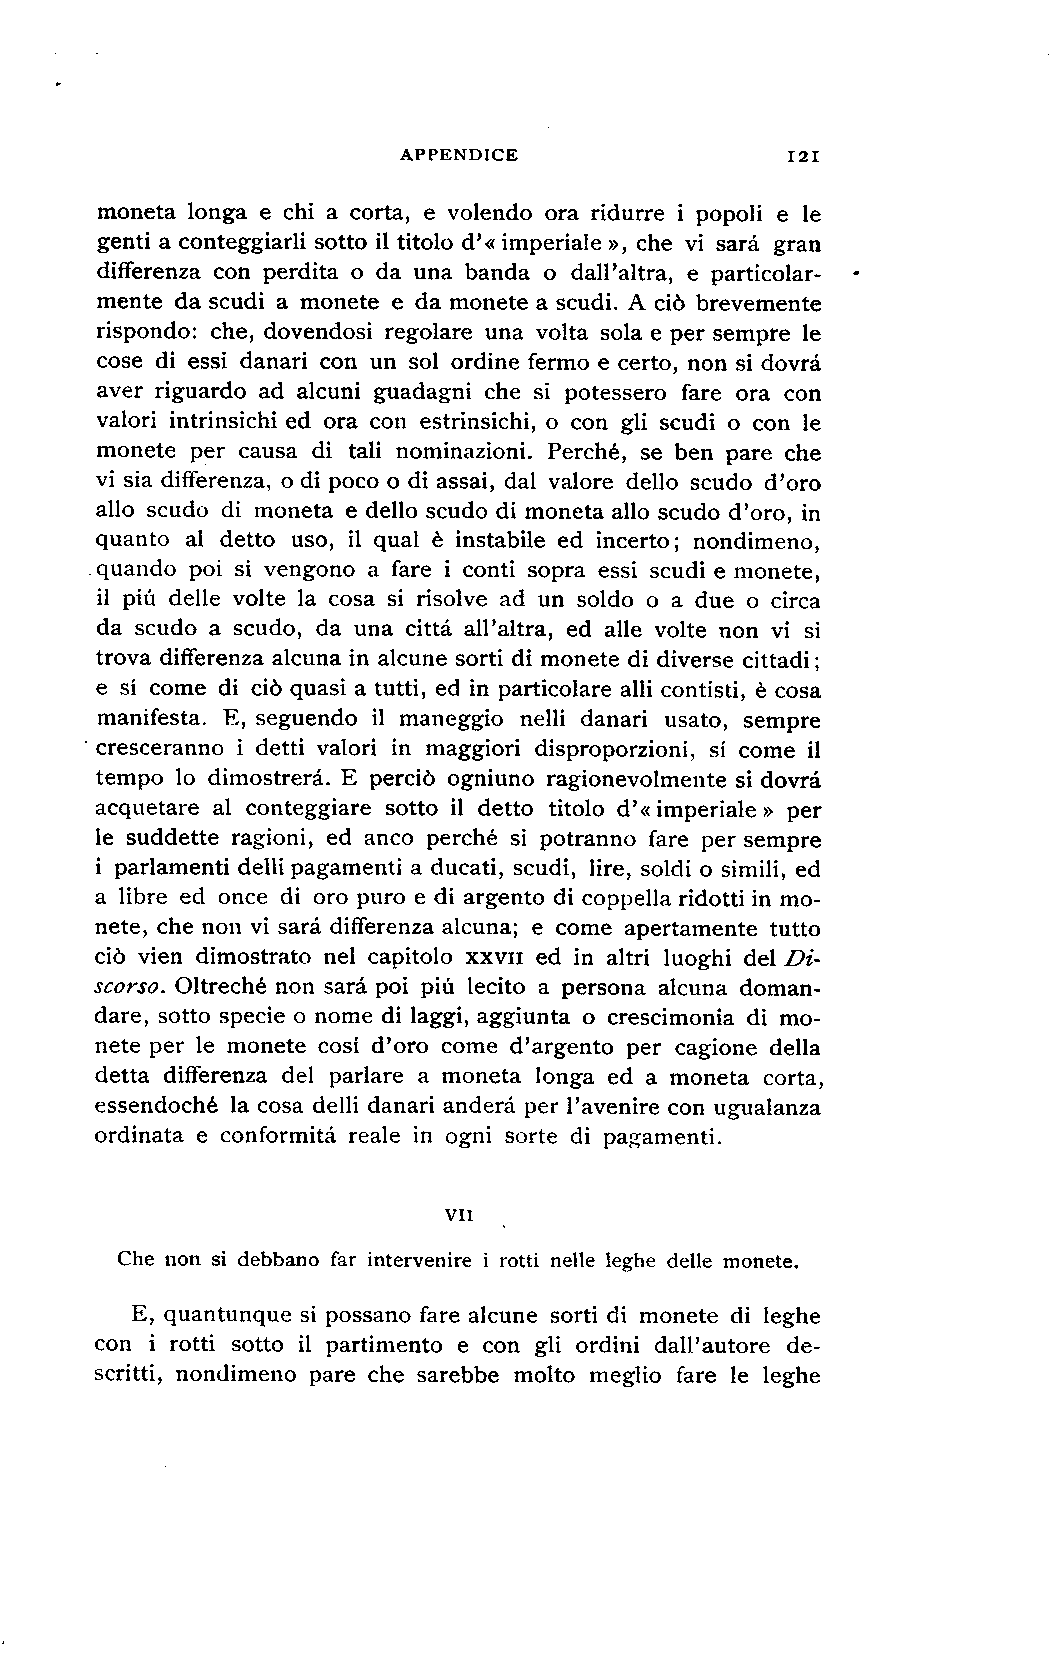 APPENDICE 121
moneta longa e chi a corta, e volendo ora ridurre i popoli e le
genti a conteggiarli sotto il titolo d'« imperiale », che vi sará gran
differenza con perdita o da una banda o dall'altra, e particolar-
mente da scudi a monete e da monete a scudi. A ciò brevemente
rispondo: che, dovendosi regolare una volta sola e per sempre le
cose di essi danari con un sol ordine fermo e certo, non si dovrá
aver riguardo ad alcuni guadagni che si potessero fare ora con
valori intrinsichi ed ora con estrinsichi, o con gli scudi o con le
monete per causa di tali nominazioni. Perché, se ben pare che
vi sia differenza, o di poco o di assai, dal valore dello scudo d'oro
allo scudo di moneta e dello scudo di moneta allo scudo d'oro, in
quanto al detto uso, il qual è instabile ed incerto; nondimeno,
quando poi si vengono a fare i conti sopra essi scudi e monete,
il piú delle volte la cosa si risolve ad un soldo o a due o circa
da scudo a scudo, da una cittá all'altra, ed alle volte non vi si
trova differenza alcuna in alcune sorti di monete di diverse cittadi;
e sí come di ciò quasi a tutti, ed in particolare alli contisti, è cosa
manifesta. E, seguendo il maneggio nelli danari usato, sempre
cresceranno i detti valori in maggiori disproporzioni, sí come il
tempo lo dimostrerá. E perciò ogniuno ragionevolmente si dovrá
acquetare al conteggiare sotto il detto titolo d'« imperiale » per
le suddette ragioni, ed anco perché si potranno fare per sempre
i parlamenti delli pagamenti a ducati, scudi, lire, soldi o simili, ed
a libre ed once di oro puro e di argento di coppella ridotti in mo-
nete, che non vi sará differenza alcuna; e come apertamente tutto
ciò vien dimostrato nel capitolo XXVII ed in altri luoghi del Di-
scorso. Oltreché non sará poi piú lecito a persona alcuna doman-
dare, sotto specie o nome di laggi, aggiunta o crescimonia di mo-
nete per le monete cosí d'oro come d'argento per cagione della
detta differenza del parlare a moneta longa ed a moneta corta,
essendoché la cosa delli danari anderá per l'avenire con ugualanza
ordinata e conformitá reale in ogni sorte di pagamenti.
VII
Che non si debbano far intervenire i rotti nelle leghe delle monete.
E, quantunque si possano fare alcune sorti di monete di leghe
con i rotti sotto il partimento e con gli ordini dall'autore de-
scritti, nondimeno pare che sarebbe molto meglio fare le leghe